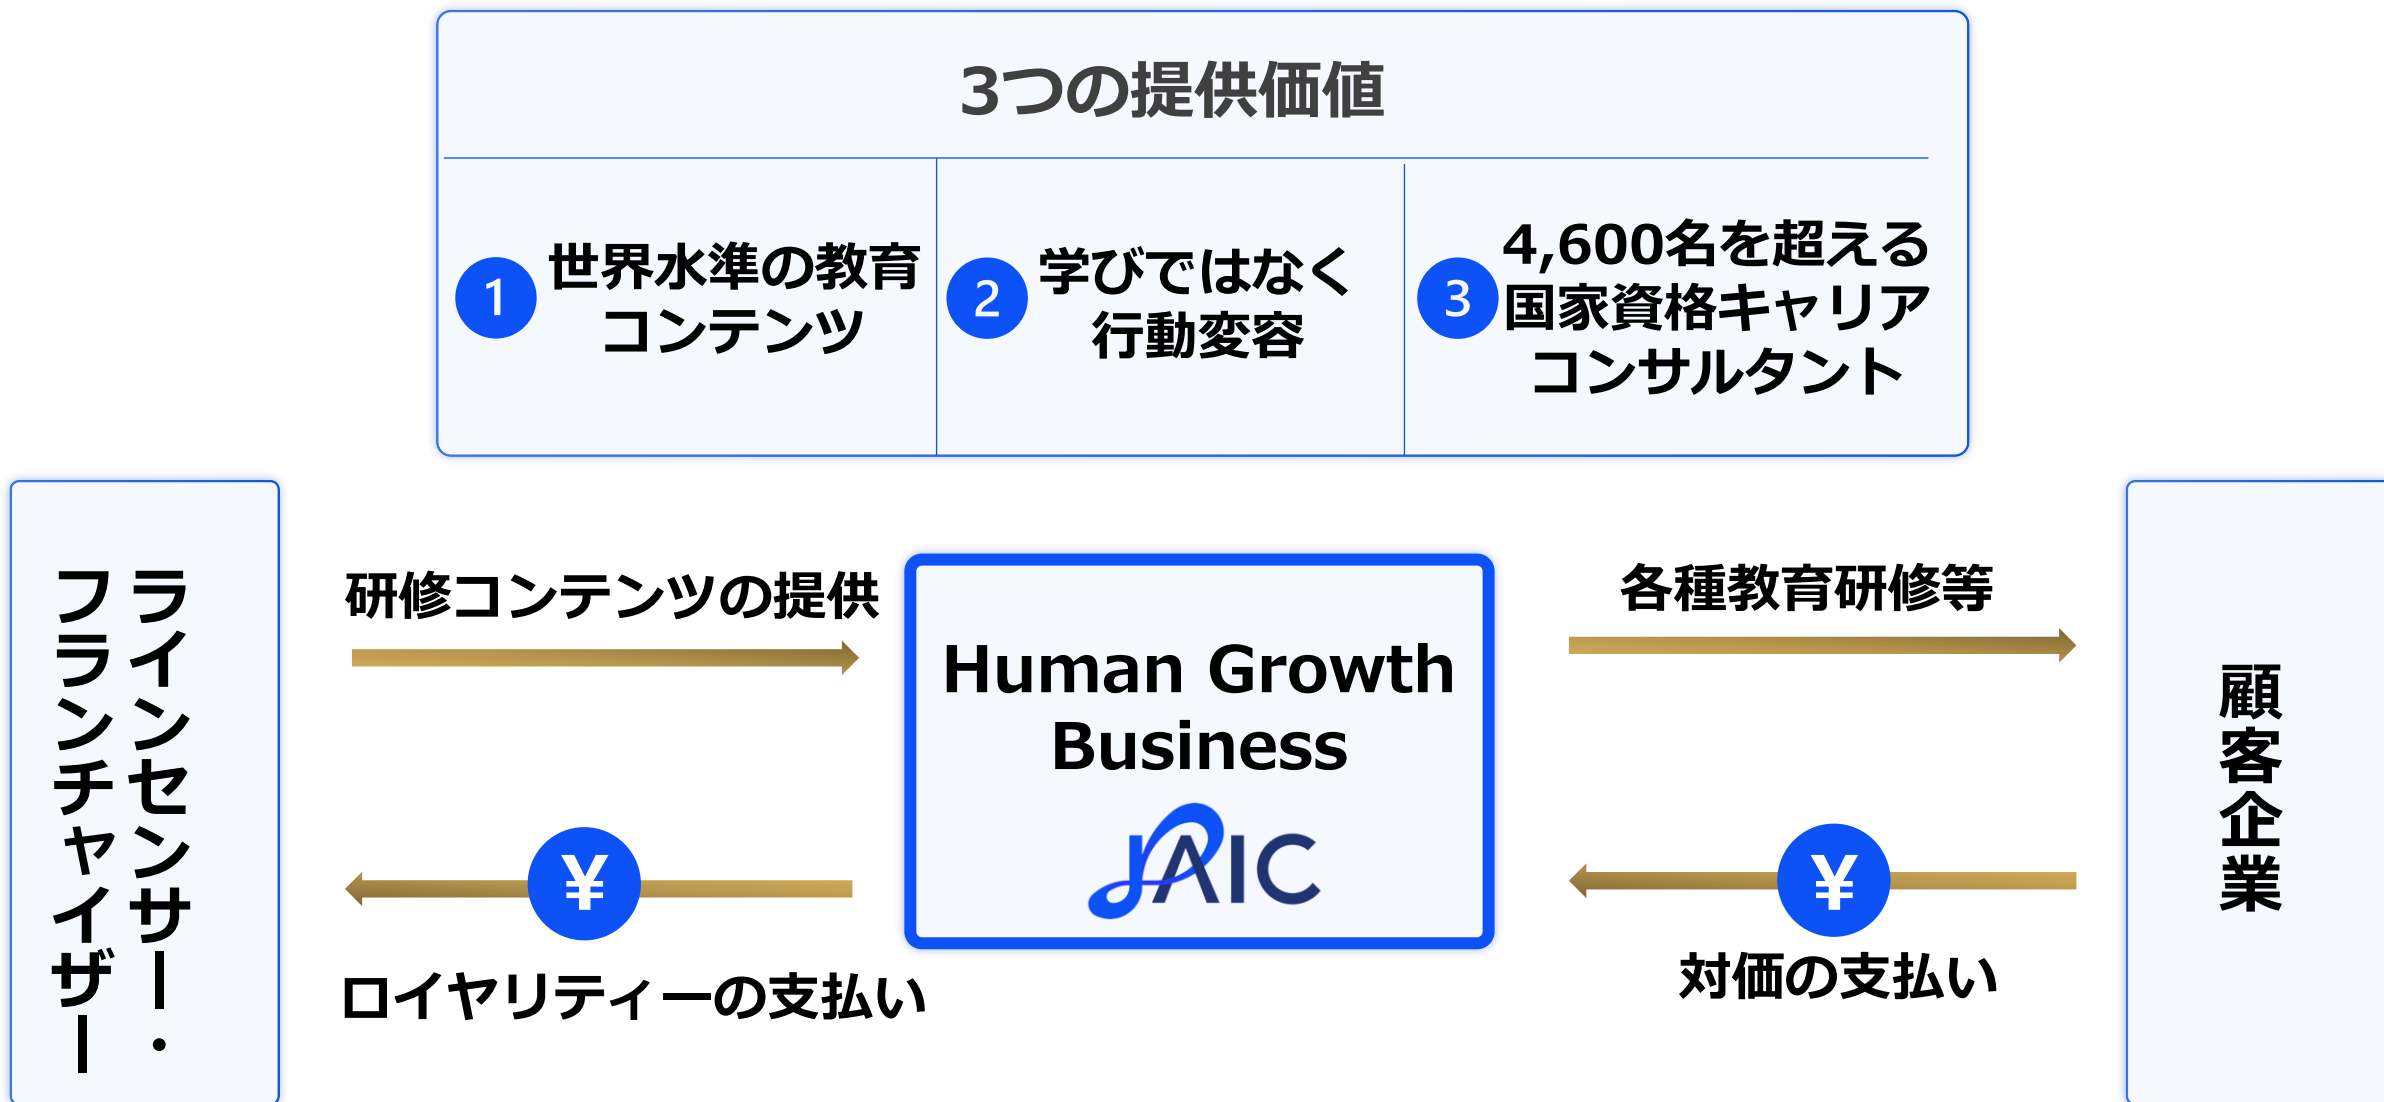 3つの提供価値
1
世界水準の教育
コンテンツ
2
学びではなく
行動変容
3
4,600名を超える
国家資格キャリア
コンサルタント
ラインセンサー・
フランチャイザー
研修コンテンツの提供
¥
ロイヤリティーの支払い
Human Growth
Business
JAIC
各種教育研修等
¥
対価の支払い
顧客企業